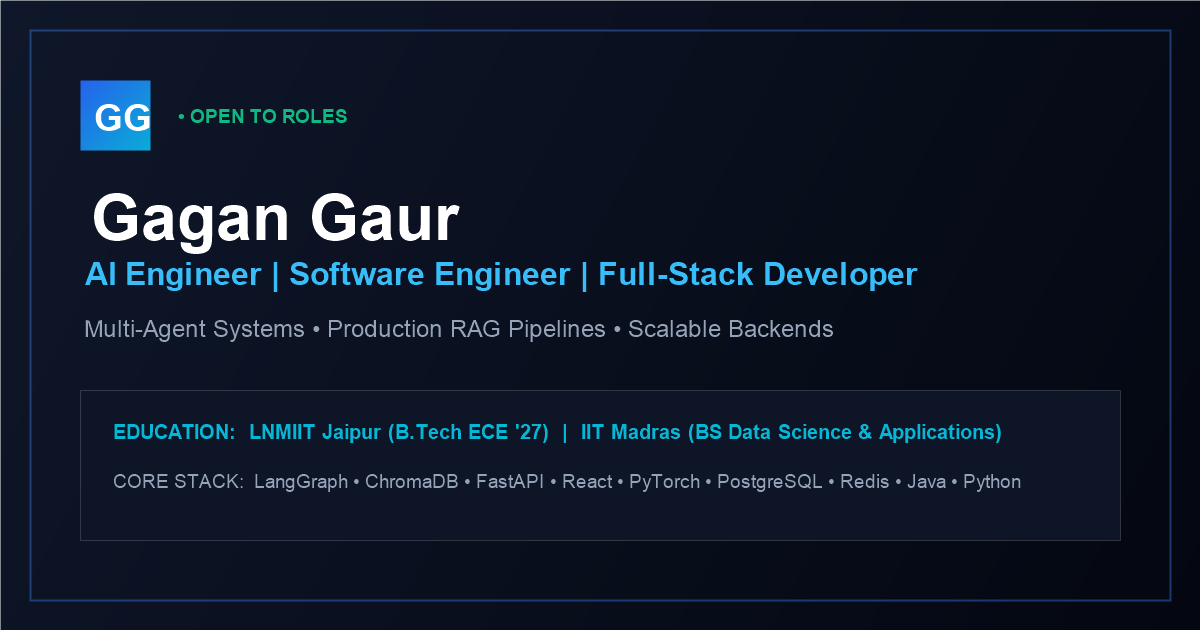 GG
• OPEN TO ROLES
Gagan Gaur
AI Engineer | Software Engineer | Full-Stack Developer
Multi-Agent Systems • Production RAG Pipelines • Scalable Backends
EDUCATION: LNMIIT Jaipur (B.Tech ECE '27) | IIT Madras (BS Data Science & Applications)
CORE STACK: LangGraph • ChromaDB • FastAPI • React • PyTorch • PostgreSQL • Redis • Java • Python